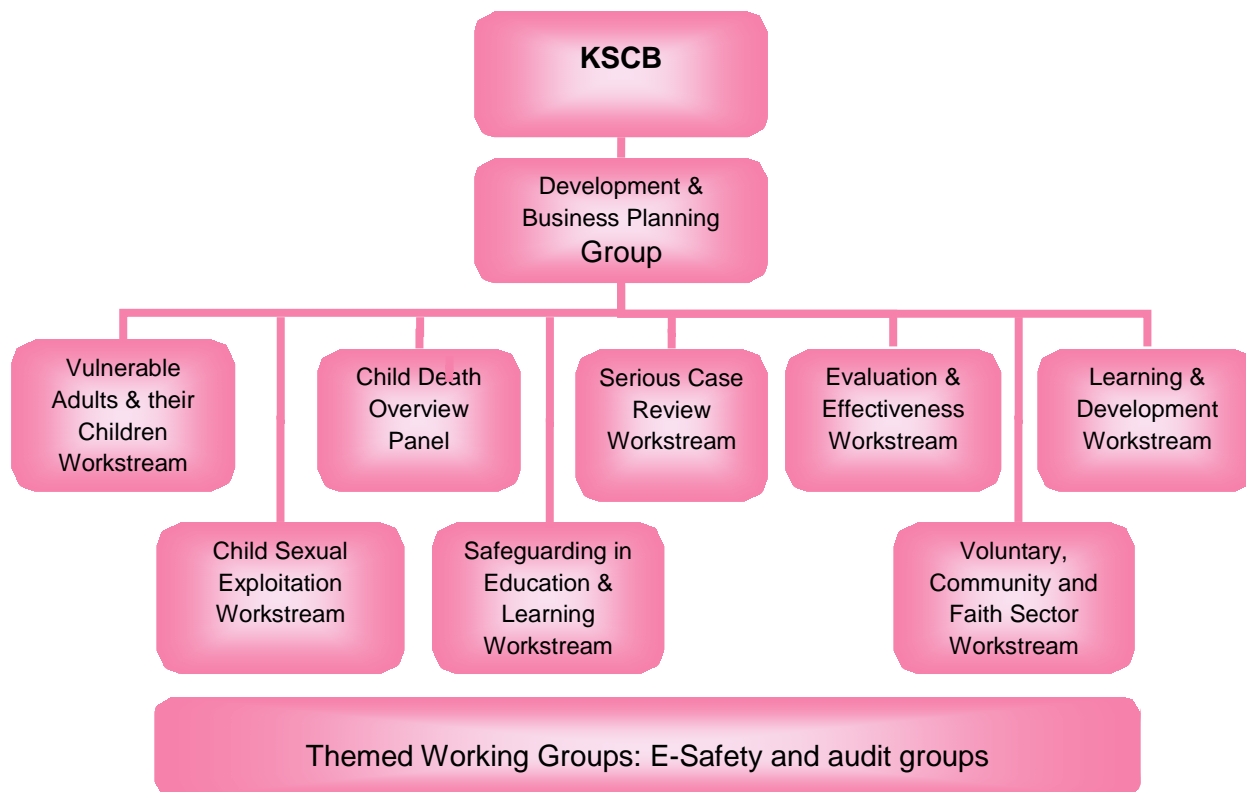 KSCB
Development &
Business Planning
Group
Vulnerable
Adults & their
Children
Workstream
Child Death
Overview
Panel
Serious Case
Review
Workstream
Evaluation &
Effectiveness
Workstream
Learning &
Development
Workstream
Child Sexual
Exploitation
Workstream
Safeguarding in
Education &
Learning
Workstream
Voluntary,
Community and
Faith Sector
Workstream
Themed Working Groups: E-Safety and audit groups